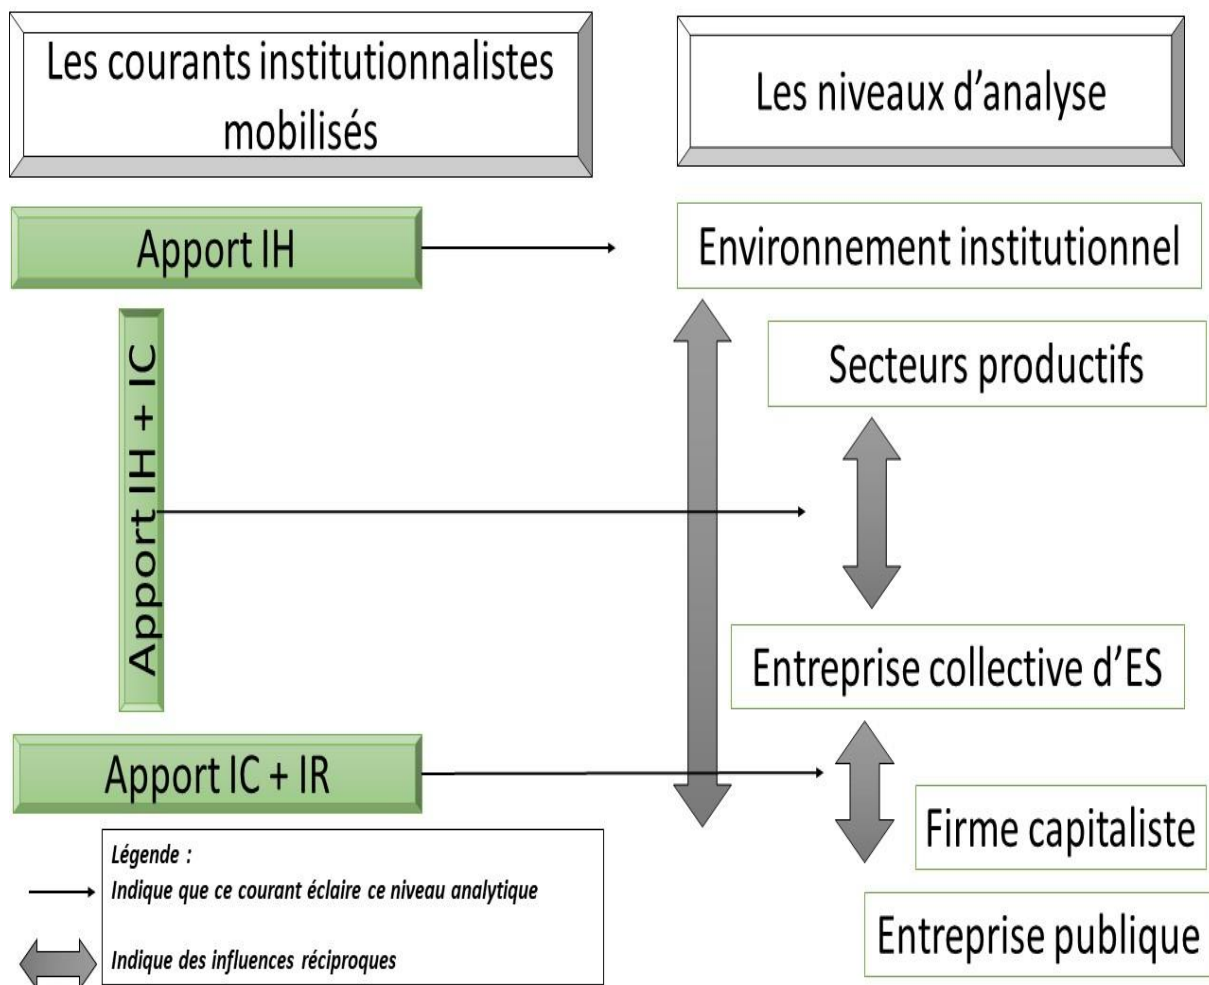 Les courants institutionnalistes
mobilisés
Les niveaux d'analyse
Apport IH
Environnement institutionnel
Secteurs productifs
Apport IH + IC
Entreprise collective d'ES
Apport IC + IR
Firme capitaliste
Entreprise publique
Légende :
Indique que ce courant éclaire ce niveau analytique
Indique des influences réciproques